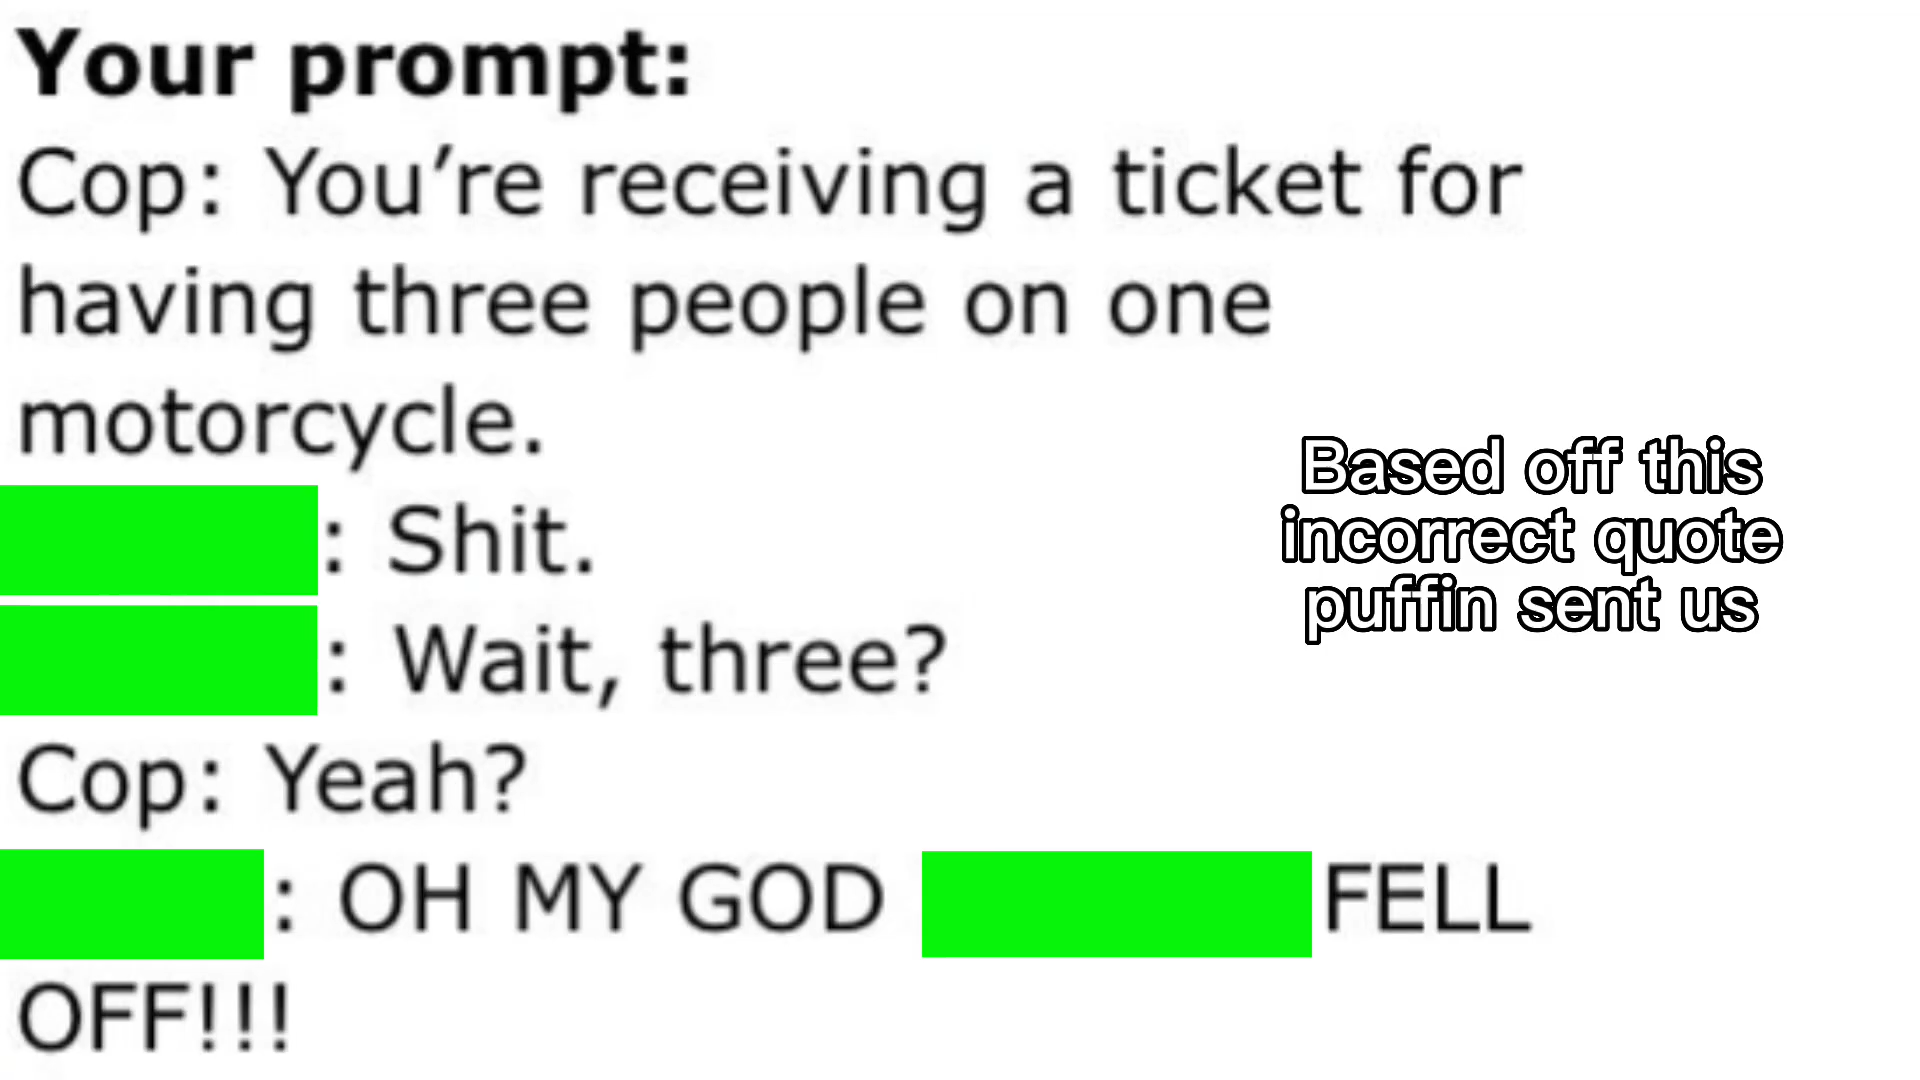 Your prompt:
Cop: You're receiving a ticket for
having three people on one
motorcycle.
: Shit.
: Wait, three?
Cop: Yeah?
: OH MY GOD FELL
OFF!!!
Based off this
incorrect quote
puffin sent us